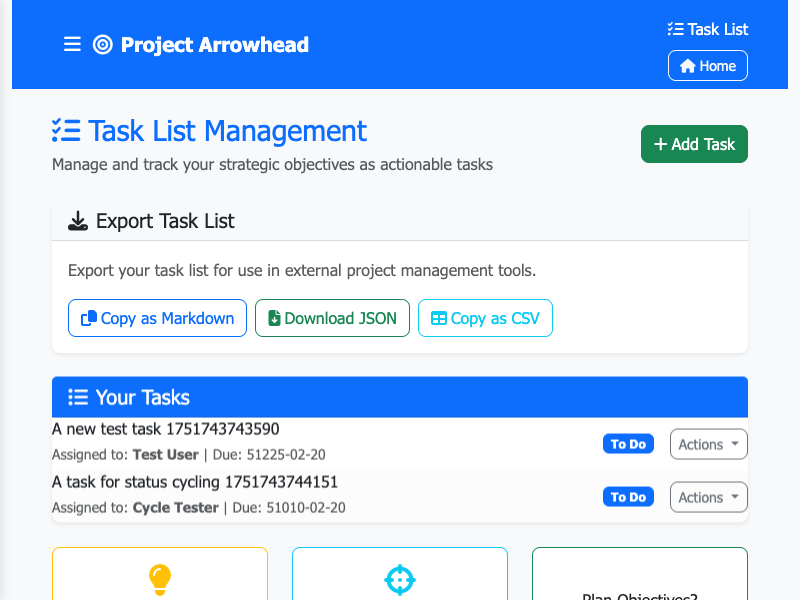 Project Arrowhead
Task List
Home
Task List Management
Manage and track your strategic objectives as actionable tasks
Add Task
Export Task List
Export your task list for use in external project management tools.
Copy as Markdown
Download JSON
Copy as CSV
Your Tasks
A new test task 1751743743590
Assigned to: Test User | Due: 51225-02-20
To Do
Actions
A task for status cycling 1751743744151
Assigned to: Cycle Tester | Due: 51010-02-20
To Do
Actions
Plan Objectives?